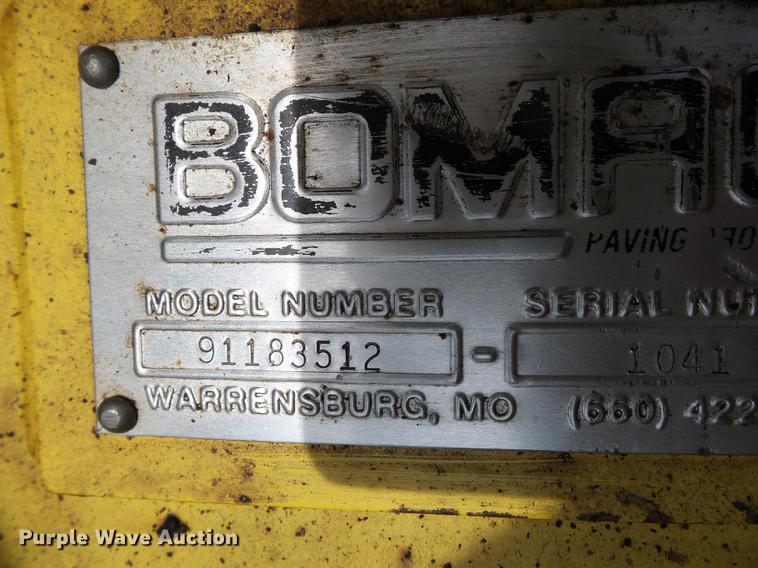 BOMA
PAVING
MODEL NUMBER SERIAL NU
91183512 - 1041
WARRENSBURG, MO (660) 422
Purple Wave Auction